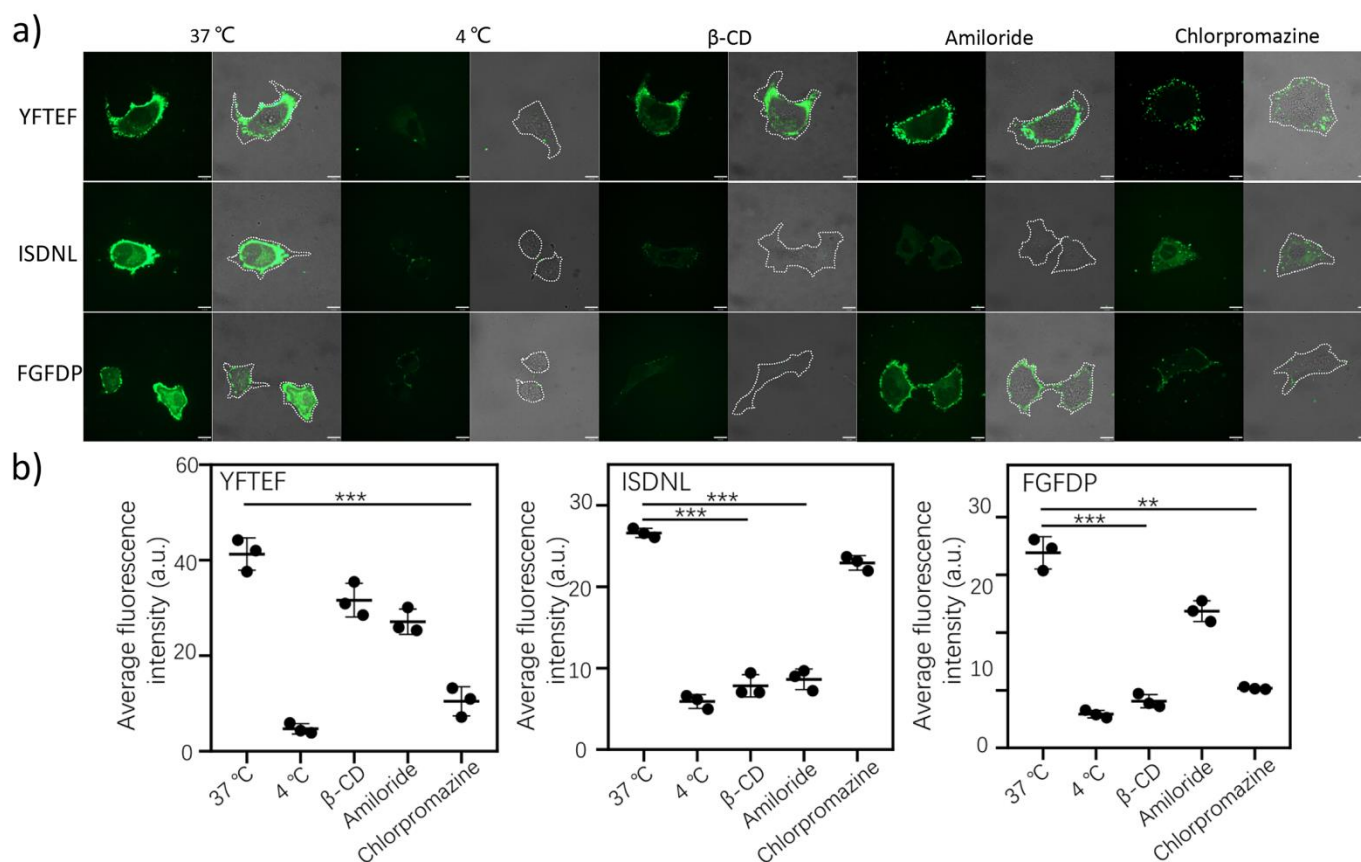 a)
37 ℃
4 ℃
β-CD
Amiloride
Chlorpromazine
YFTEF
ISDNL
FGFDP
b)
Average fluorescence
intensity (a.u.)
60
40
20
0
YFTEF
***
37 ℃
4 ℃
β-CD
Amiloride
Chlorpromazine
Average fluorescence
intensity (a.u.)
30
20
10
0
ISDNL
***
***
37 ℃
4 ℃
β-CD
Amiloride
Chlorpromazine
Average fluorescence
intensity (a.u.)
30
20
10
0
FGFDP
**
***
37 ℃
4 ℃
β-CD
Amiloride
Chlorpromazine